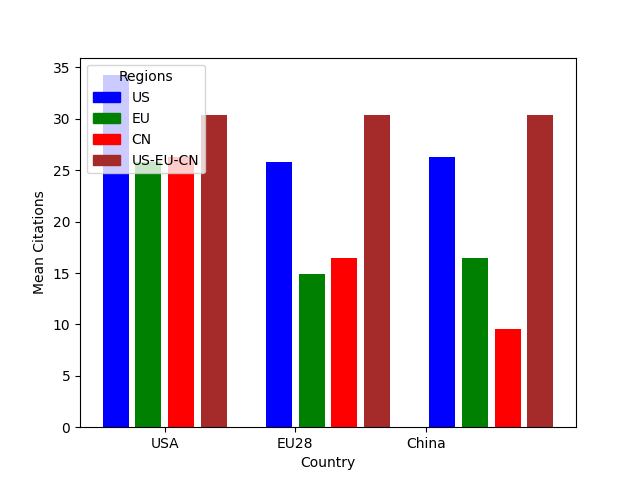 Regions
US
EU
CN
US-EU-CN
35
30
25
20
15
10
5
0
Mean Citations
USA
EU28
China
Country